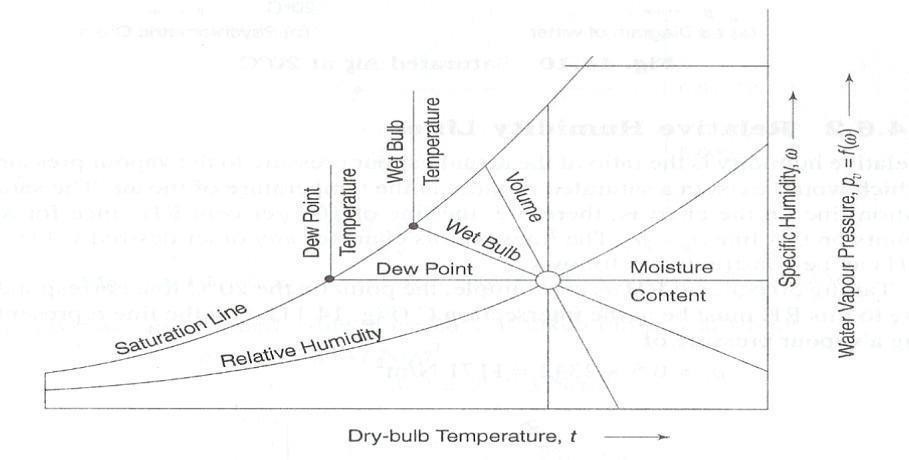 Dew Point
Temperature
Wet Bulb
Temperature
Volume
Wet Bulb
Dew Point
Moisture
Content
Saturation Line
Relative Humidity
Specific Humidity, ω
Water Vapour Pressure, pᵥ = f(ω)
Dry-bulb Temperature, t